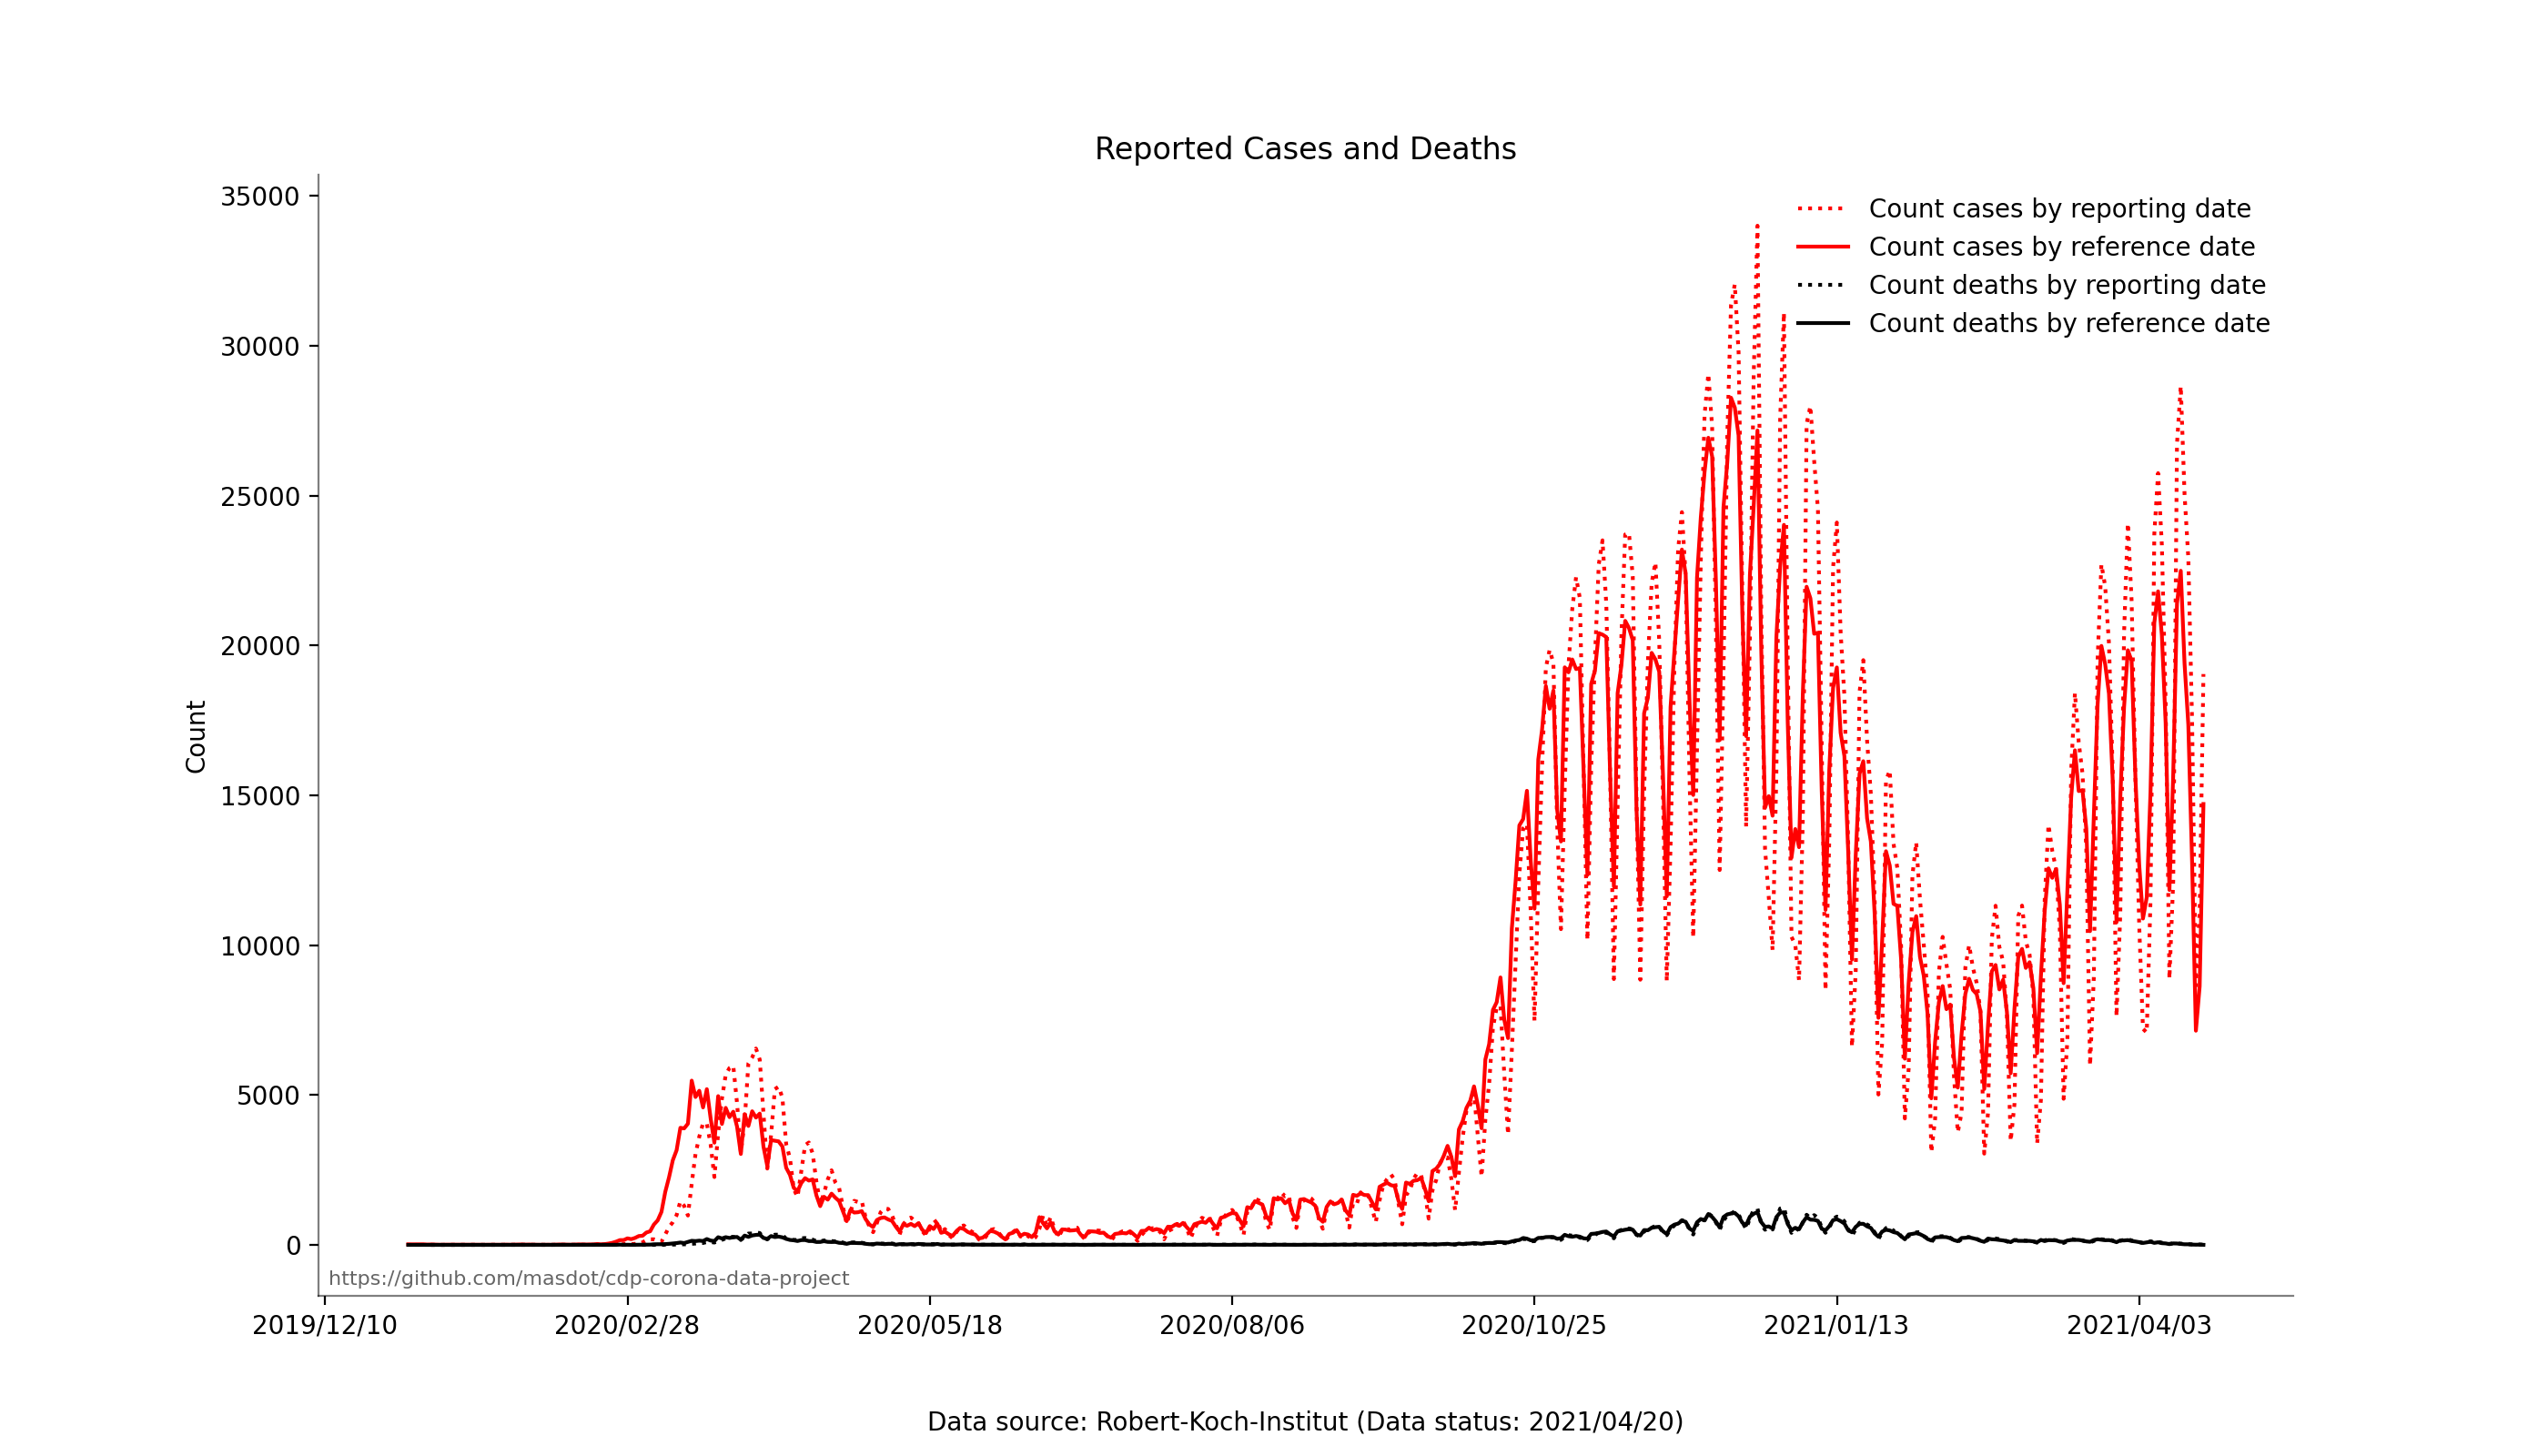 Reported Cases and Deaths
35000
30000
25000
20000
15000
10000
5000
0
Count
Count cases by reporting date
Count cases by reference date
Count deaths by reporting date
Count deaths by reference date
https://github.com/masdot/cdp-corona-data-project
2019/12/10 2020/02/28 2020/05/18 2020/08/06 2020/10/25 2021/01/13 2021/04/03
Data source: Robert-Koch-Institut (Data status: 2021/04/20)